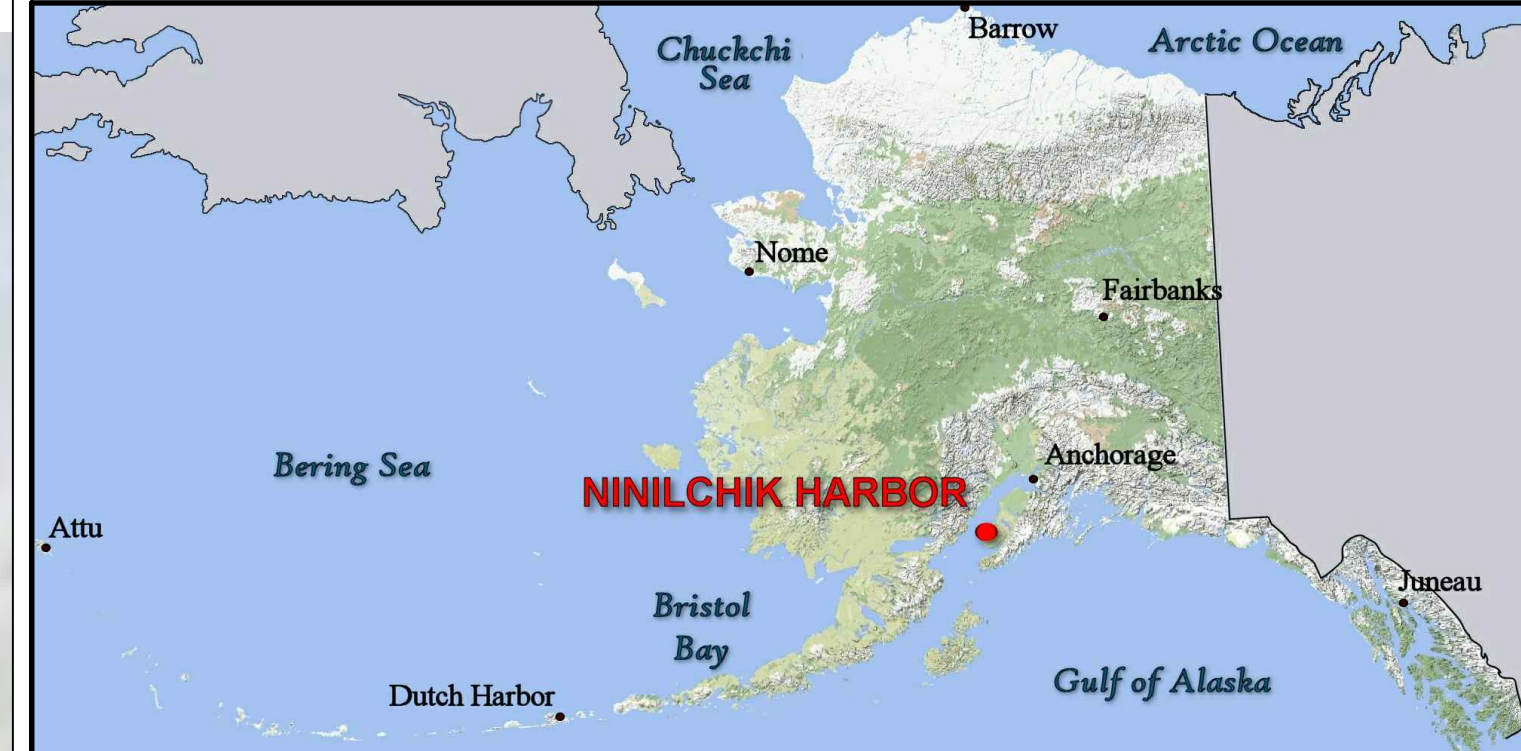 Barrow
Chuckchi
Sea
Arctic Ocean
Nome
Fairbanks
Anchorage
Bering Sea
NINILCHIK HARBOR
Attu
Juneau
Bristol
Bay
Gulf of Alaska
Dutch Harbor